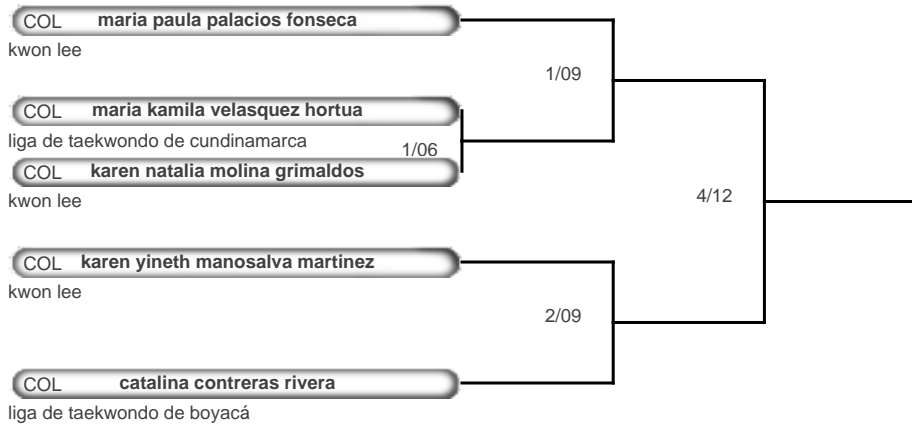 COL maria paula palacios fonseca
kwon lee
1/09
COL maria kamila velasquez hortua
liga de taekwondo de cundinamarca
1/06
COL karen natalia molina grimaldos
kwon lee
4/12
COL karen yineth manosalva martinez
kwon lee
2/09
COL catalina contreras rivera
liga de taekwondo de boyacá